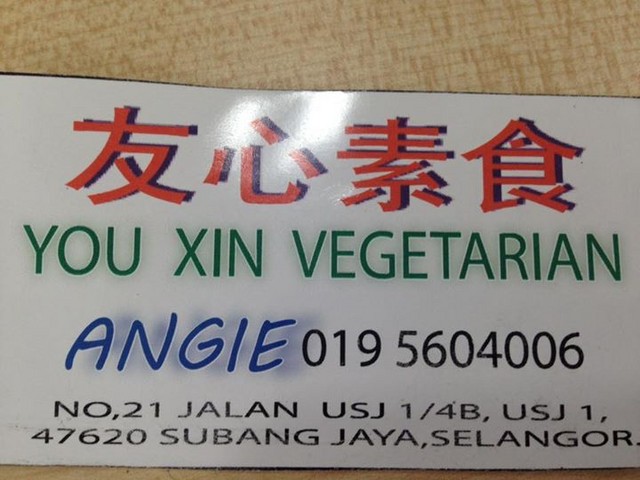 友心素食
YOU XIN VEGETARIAN
ANGIE 019 5604006
NO,21 JALAN USJ 1/4B, USJ 1,
47620 SUBANG JAYA,SELANGOR.